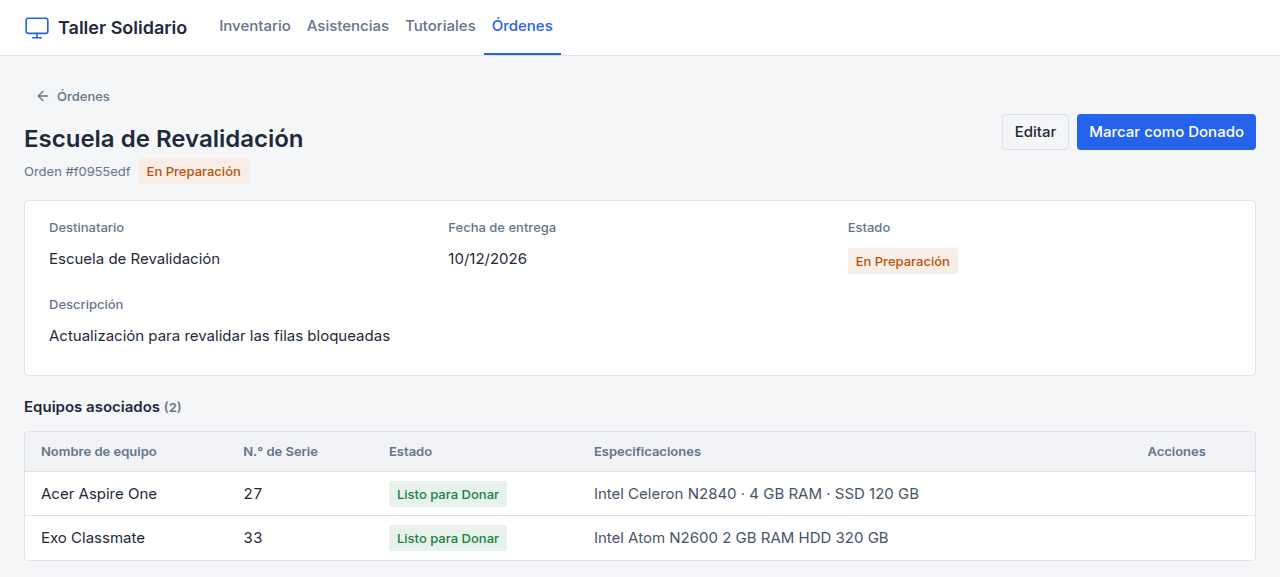 Taller Solidario Inventario Asistencias Tutoriales Órdenes
Órdenes
Escuela de Revalidación
Editar Marcar como Donado
Orden #f0955edf En Preparación
Destinatario Fecha de entrega Estado
Escuela de Revalidación 10/12/2026 En Preparación
Descripción
Actualización para revalidar las filas bloqueadas
Equipos asociados (2)
Nombre de equipo N.° de Serie Estado Especificaciones Acciones
Acer Aspire One 27 Listo para Donar Intel Celeron N2840 · 4 GB RAM · SSD 120 GB
Exo Classmate 33 Listo para Donar Intel Atom N2600 2 GB RAM HDD 320 GB